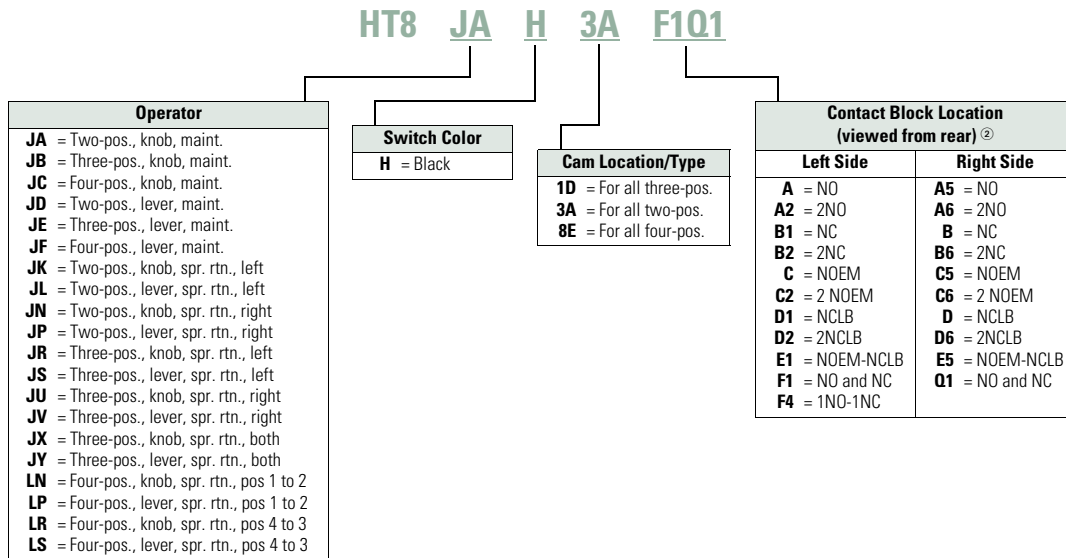 HT8 JA H 3A F1Q1
Operator
JA = Two-pos., knob, maint.
JB = Three-pos., knob, maint.
JC = Four-pos., knob, maint.
JD = Two-pos., lever, maint.
JE = Three-pos., lever, maint.
JF = Four-pos., lever, maint.
JK = Two-pos., knob, spr. rtn., left
JL = Two-pos., lever, spr. rtn., left
JN = Two-pos., knob, spr. rtn., right
JP = Two-pos., lever, spr. rtn., right
JR = Three-pos., knob, spr. rtn., left
JS = Three-pos., lever, spr. rtn., left
JU = Three-pos., knob, spr. rtn., right
JV = Three-pos., lever, spr. rtn., right
JX = Three-pos., knob, spr. rtn., both
JY = Three-pos., lever, spr. rtn., both
LN = Four-pos., knob, spr. rtn., pos 1 to 2
LP = Four-pos., lever, spr. rtn., pos 1 to 2
LR = Four-pos., knob, spr. rtn., pos 4 to 3
LS = Four-pos., lever, spr. rtn., pos 4 to 3
Switch Color
H = Black
Cam Location/Type
1D = For all three-pos.
3A = For all two-pos.
8E = For all four-pos.
Contact Block Location
(viewed from rear) ②
Left Side
A = NO
A2 = 2NO
B1 = NC
B2 = 2NC
C = NOEM
C2 = 2 NOEM
D1 = NCLB
D2 = 2NCLB
E1 = NOEM-NCLB
F1 = NO and NC
F4 = 1NO-1NC
Right Side
A5 = NO
A6 = 2NO
B = NC
B6 = 2NC
C5 = NOEM
C6 = 2 NOEM
D = NCLB
D6 = 2NCLB
E5 = NOEM-NCLB
Q1 = NO and NC